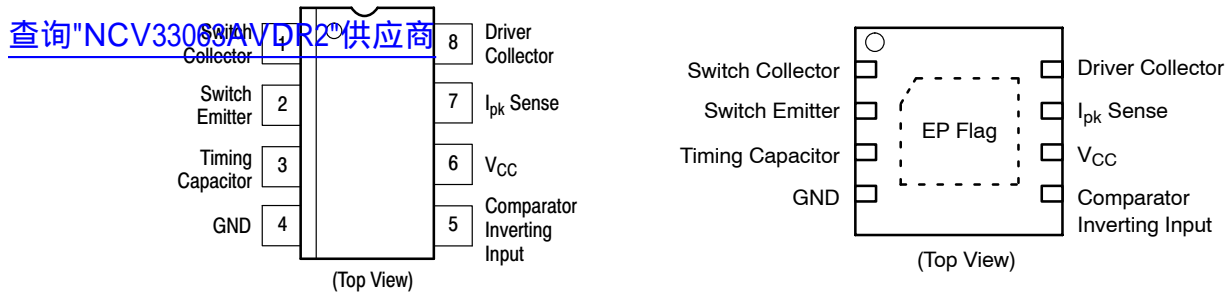 查询"NCV33063AVDR2"供应商
Switch
Collector
1
8
Driver
Collector
Switch
Emitter
2
7
Ipk Sense
Timing
Capacitor
3
6
VCC
GND
4
5
Comparator
Inverting
Input
(Top View)
Switch Collector
Driver Collector
Switch Emitter
Ipk Sense
EP Flag
Timing Capacitor
VCC
GND
Comparator
Inverting Input
(Top View)